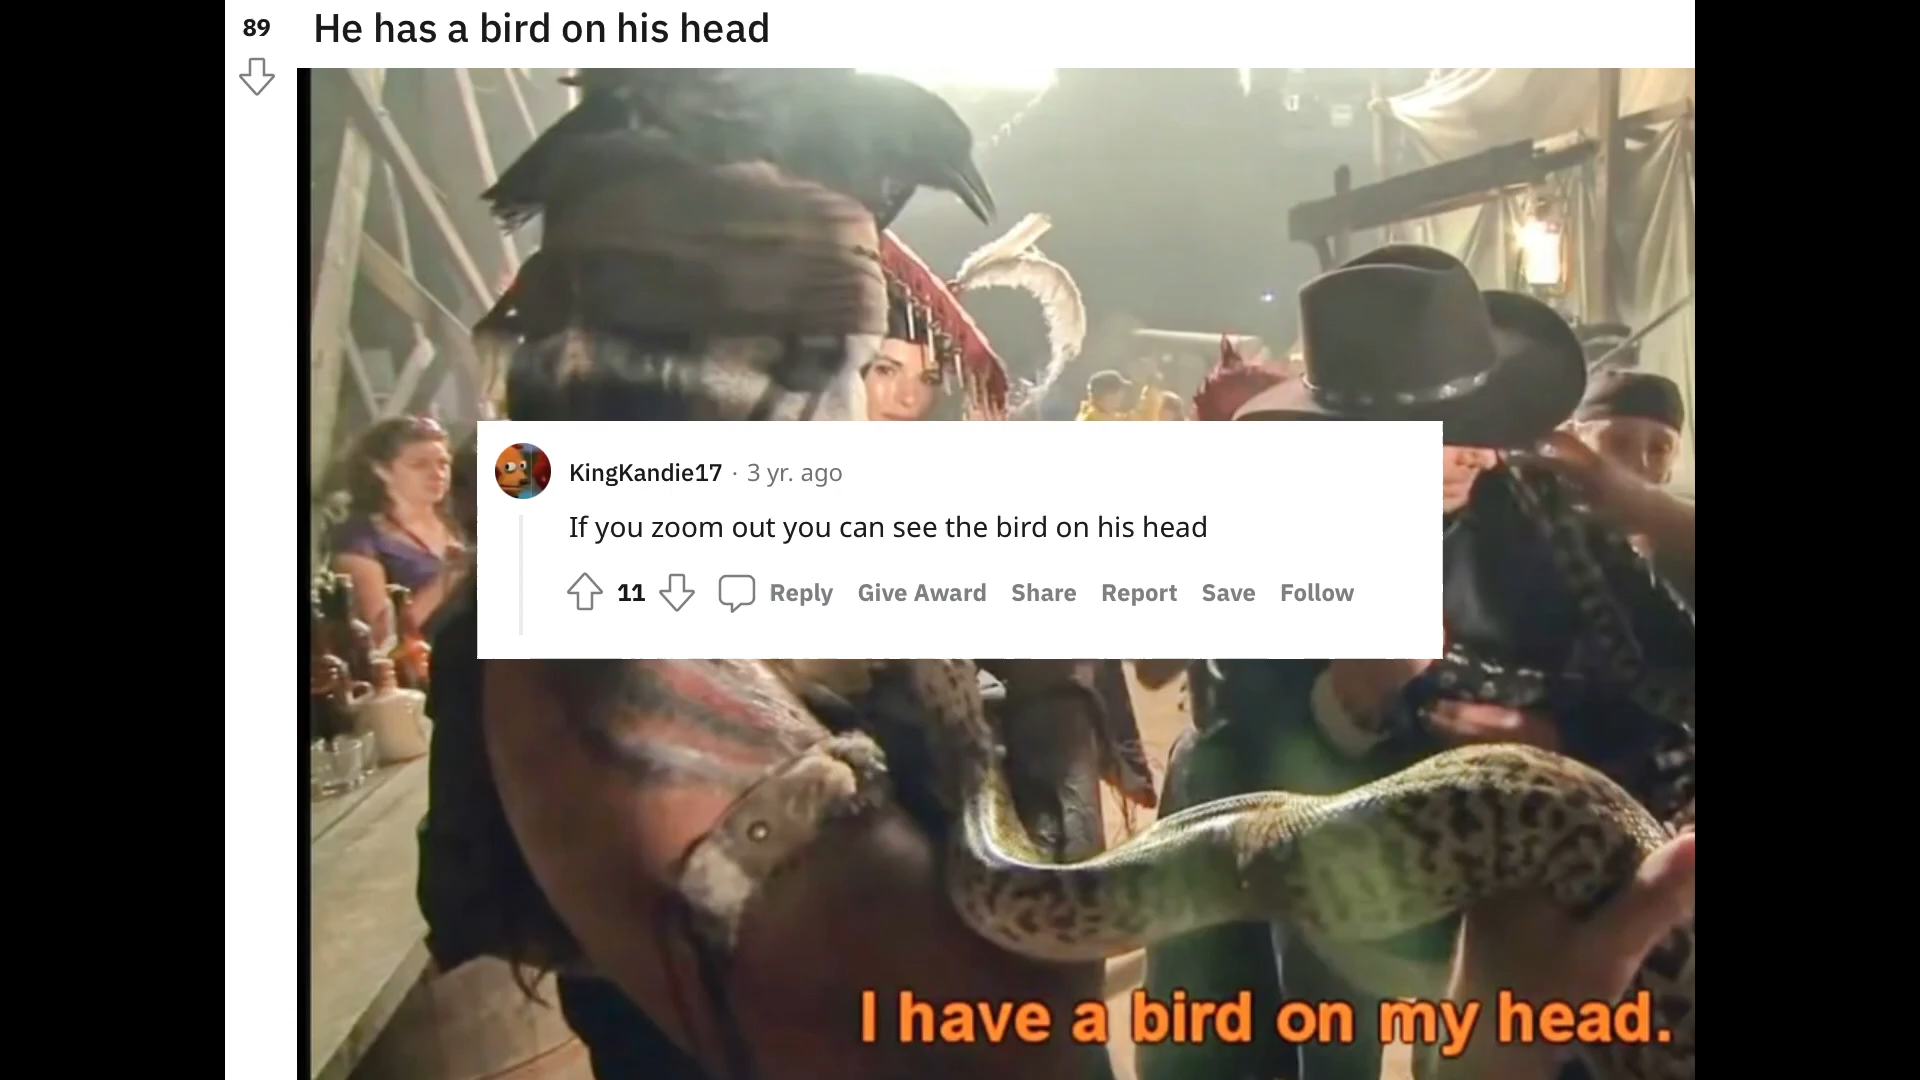 89
He has a bird on his head
KingKandie17 · 3 yr. ago
If you zoom out you can see the bird on his head
11 Reply Give Award Share Report Save Follow
I have a bird on my head.